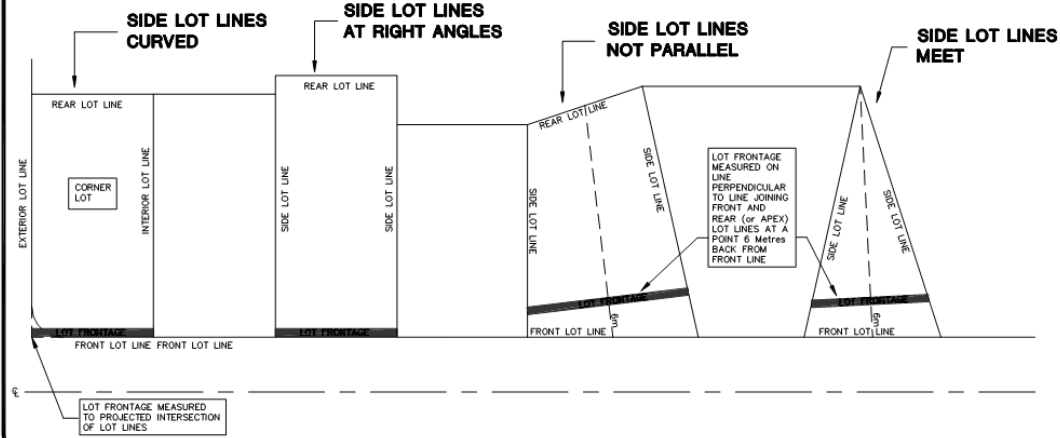 SIDE LOT LINES
CURVED
SIDE LOT LINES
AT RIGHT ANGLES
SIDE LOT LINES
NOT PARALLEL
SIDE LOT LINES
MEET
REAR LOT LINE
REAR LOT LINE
REAR LOT LINE
EXTERIOR LOT LINE
CORNER
LOT
INTERIOR LOT LINE
SIDE LOT LINE
SIDE LOT LINE
SIDE LOT LINE
SIDE LOT LINE
LOT FRONTAGE
MEASURED ON
LINE
PERPENDICULAR
TO LINE JOINING
FRONT AND
REAR (or APEX)
LOT LINES AT A
POINT 6 Metres
BACK FROM
FRONT LINE
SIDE LOT LINE
SIDE LOT LINE
LOT FRONTAGE
LOT FRONTAGE
LOT FRONTAGE
LOT FRONTAGE
6m
6m
FRONT LOT LINE FRONT LOT LINE
FRONT LOT LINE
FRONT LOT LINE
℄
LOT FRONTAGE MEASURED
TO PROJECTED INTERSECTION
OF LOT LINES